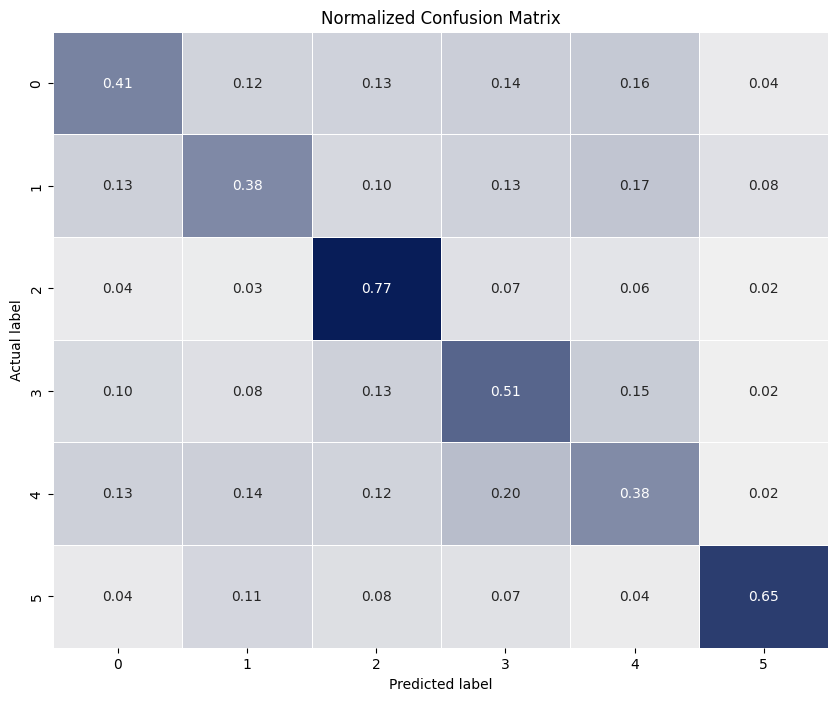 Normalized Confusion Matrix
Actual label
0 0.41 0.12 0.13 0.14 0.16 0.04
1 0.13 0.38 0.10 0.13 0.17 0.08
2 0.04 0.03 0.77 0.07 0.06 0.02
3 0.10 0.08 0.13 0.51 0.15 0.02
4 0.13 0.14 0.12 0.20 0.38 0.02
5 0.04 0.11 0.08 0.07 0.04 0.65
0 1 2 3 4 5
Predicted label